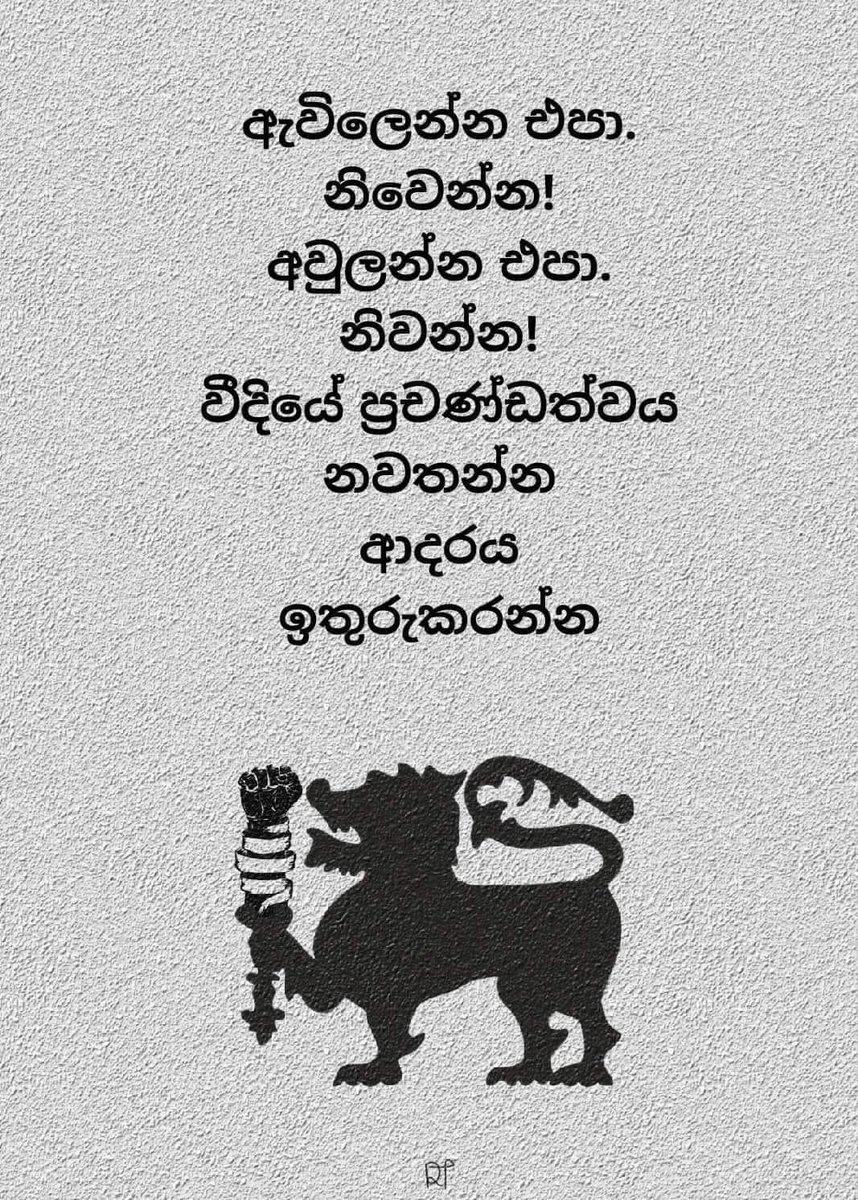 ඇවිලෙන්න එපා.
නිවෙන්න!
අවුලන්න එපා.
නිවන්න!
වීදියේ ප්‍රචණ්ඩත්වය
නවතන්න
ආදරය
ඉතුරුකරන්න